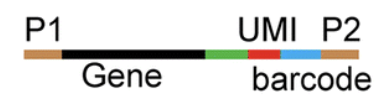 P1 UMI P2
Gene barcode